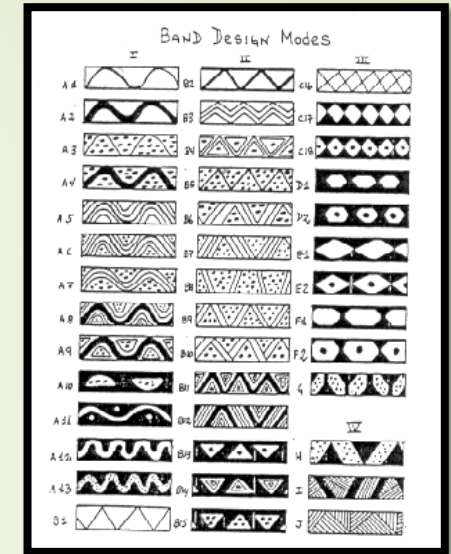 BAND DESIGN Modes
I II III
A1 B2 C16
A2 B3 C17
A3 B4 C18
A4 B5 D1
A5 B6 D2
A6 B7 E1
A7 B8 E2
A8 B9 F1
A9 B10 F2
A10 B11 G
A11 B12 IV
A12 B13 H
A13 B14 I
B1 B15 J